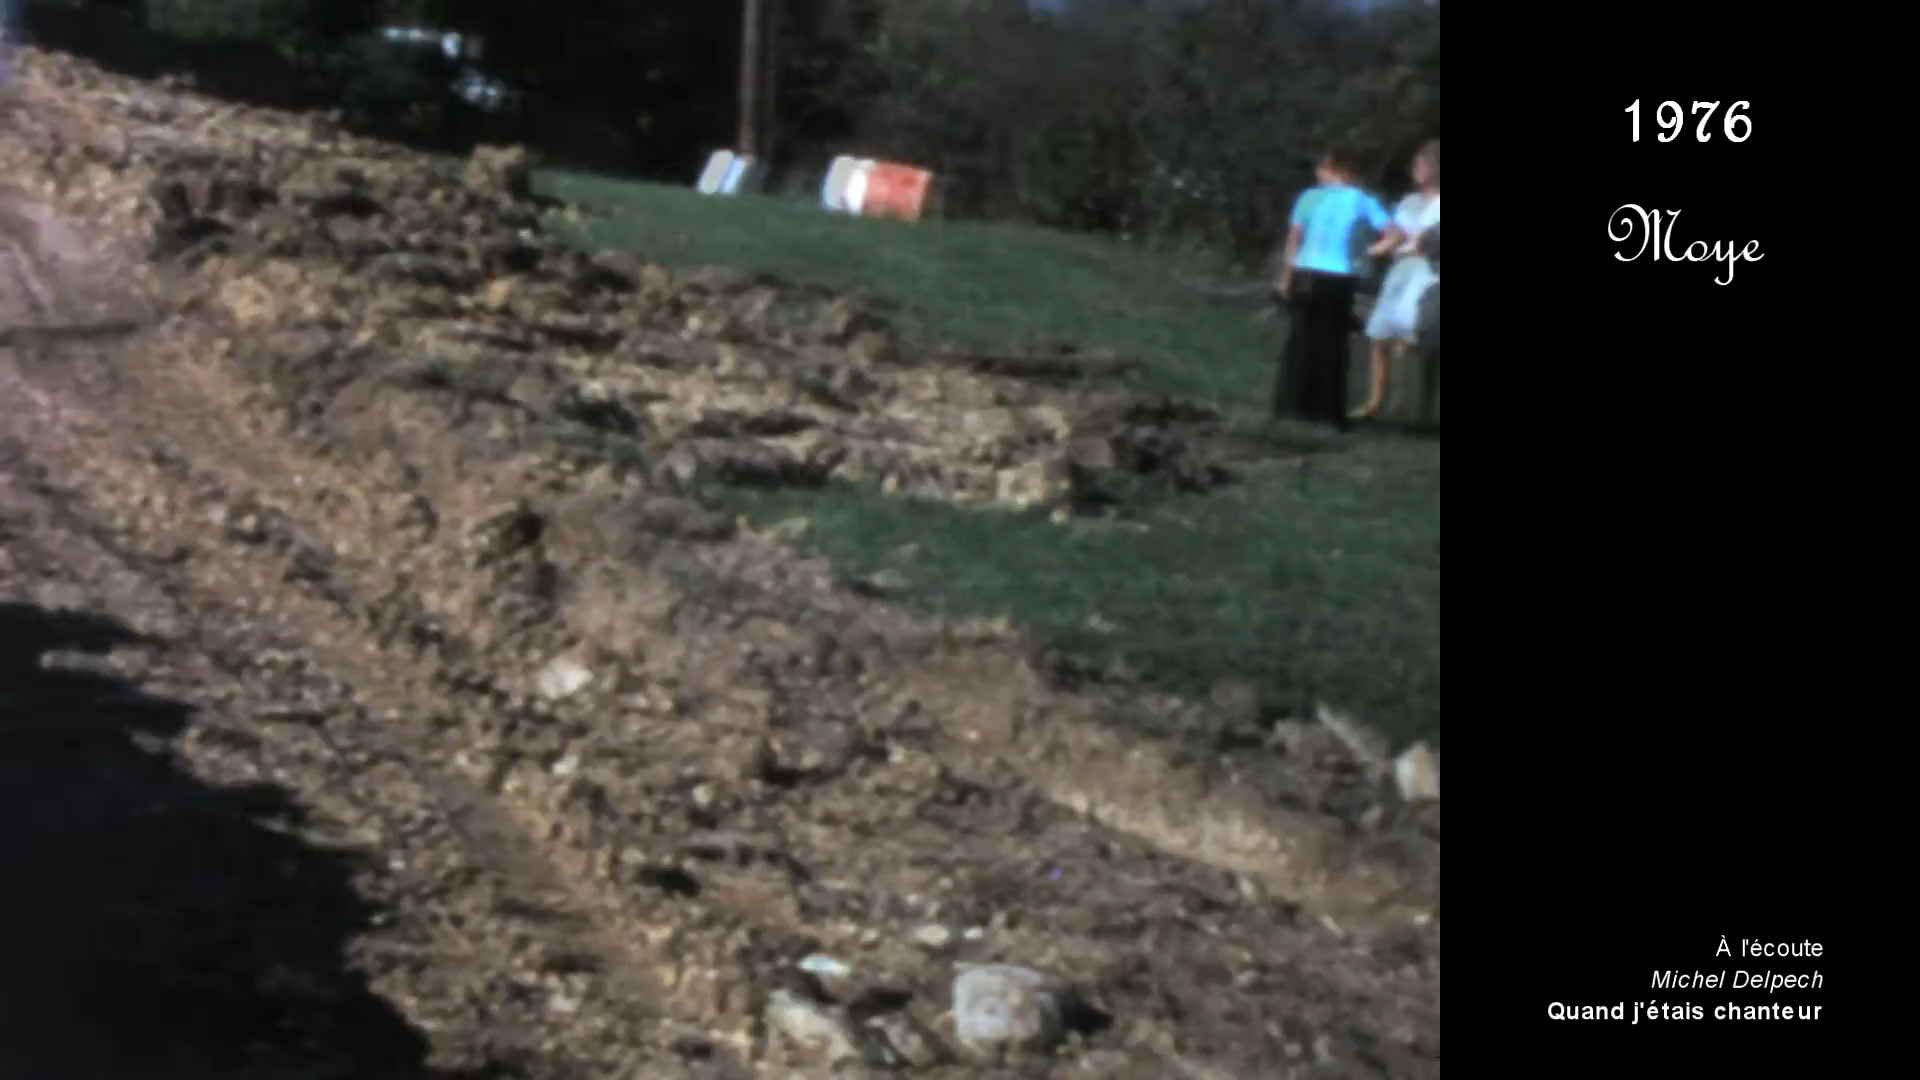 1976
Moye
À l'écoute
Michel Delpech
Quand j'étais chanteur